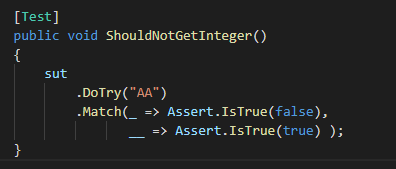 [Test]
public void ShouldNotGetInteger()
{
sut
.DoTry("AA")
.Match(_ => Assert.IsTrue(false),
__ => Assert.IsTrue(true) );
}